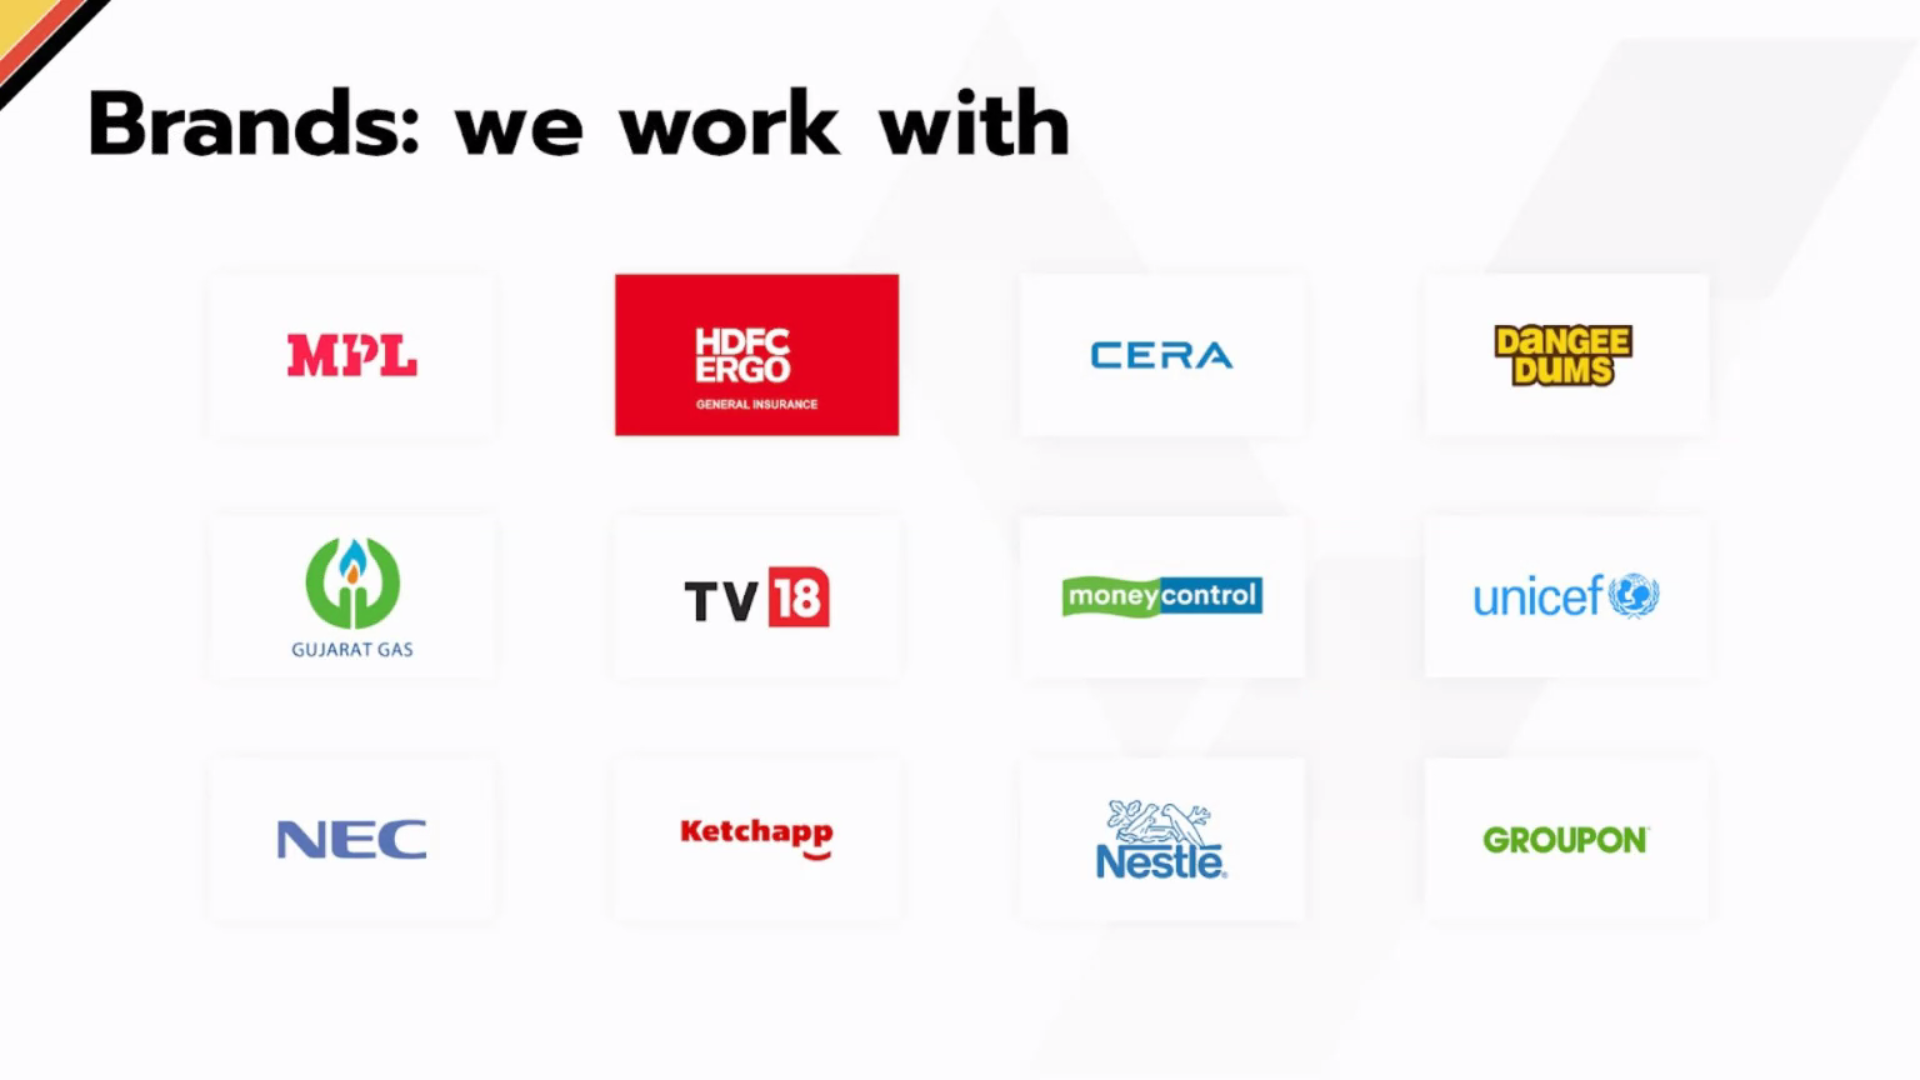 Brands: we work with
MPL
HDFC
ERGO
GENERAL INSURANCE
CERA
DaNGEE
DUMS
GUJARAT GAS
TV 18
moneycontrol
unicef
NEC
Ketchapp
Nestlé
GROUPON